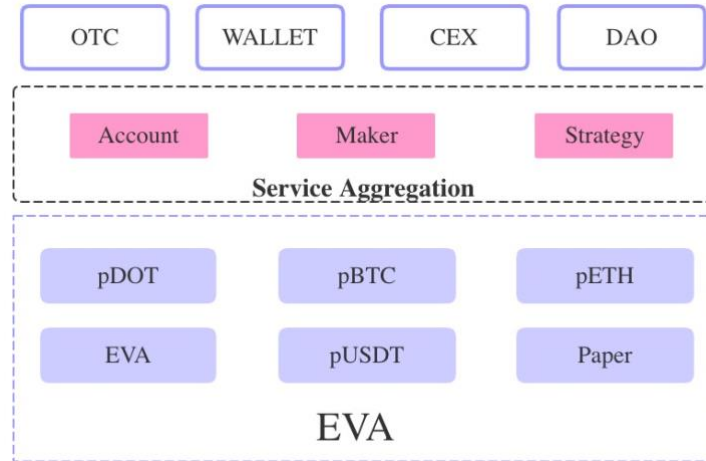 OTC WALLET CEX DAO
Account Maker Strategy
Service Aggregation
pDOT pBTC pETH
EVA pUSDT Paper
EVA